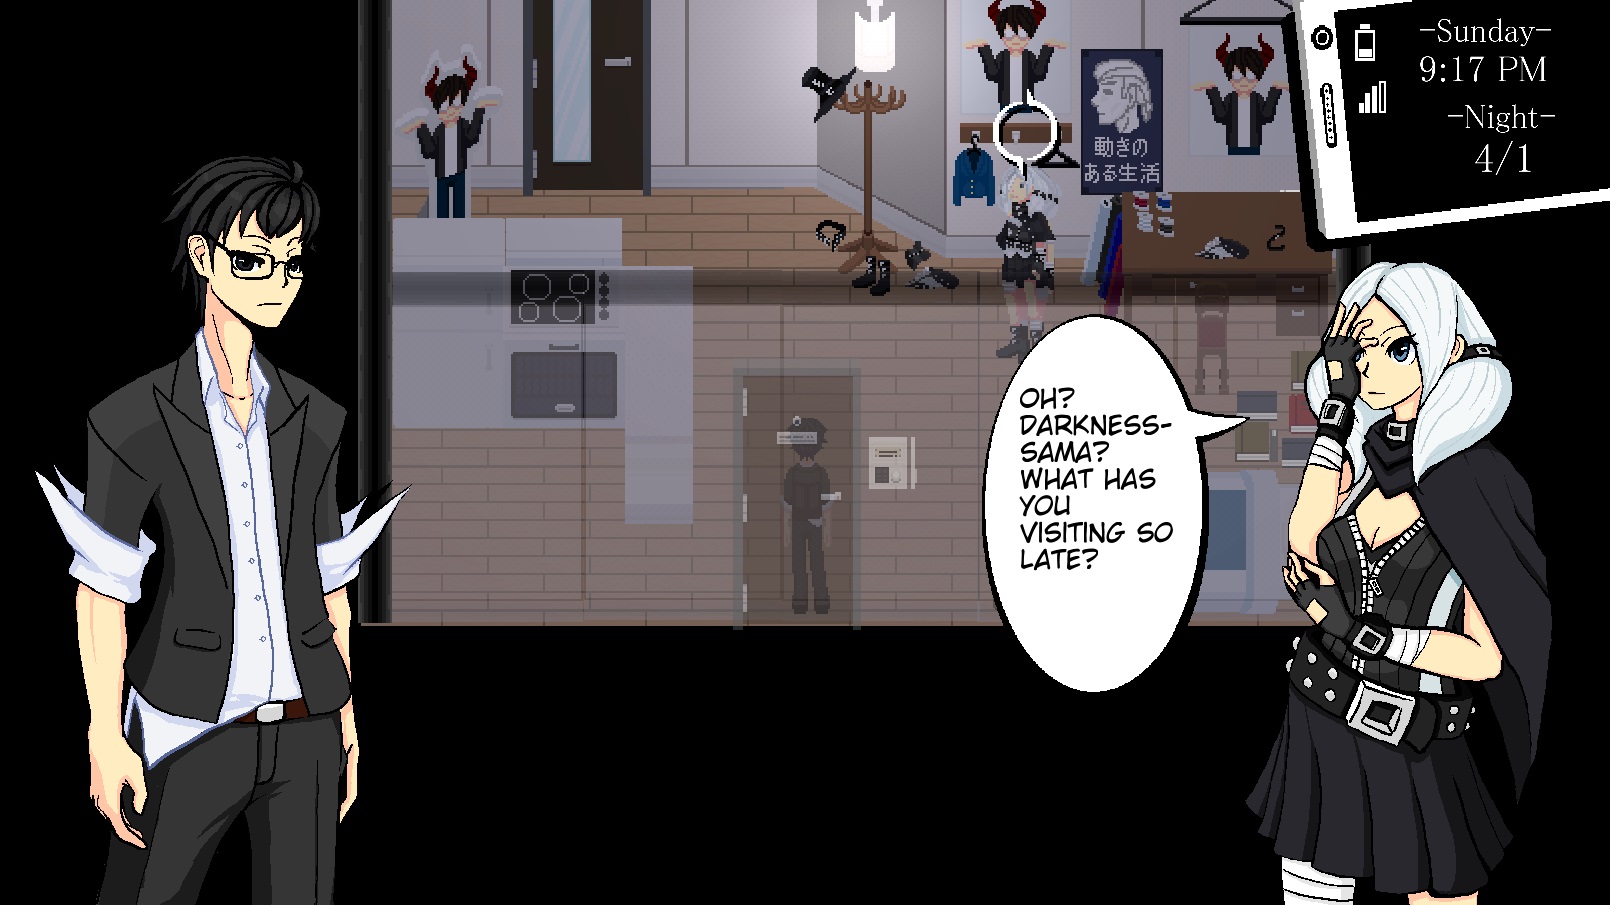 -Sunday-
9:17 PM
-Night-
4/1
動きの
ある生活
OH?
DARKNESS-
SAMA?
WHAT HAS
YOU
VISITING SO
LATE?